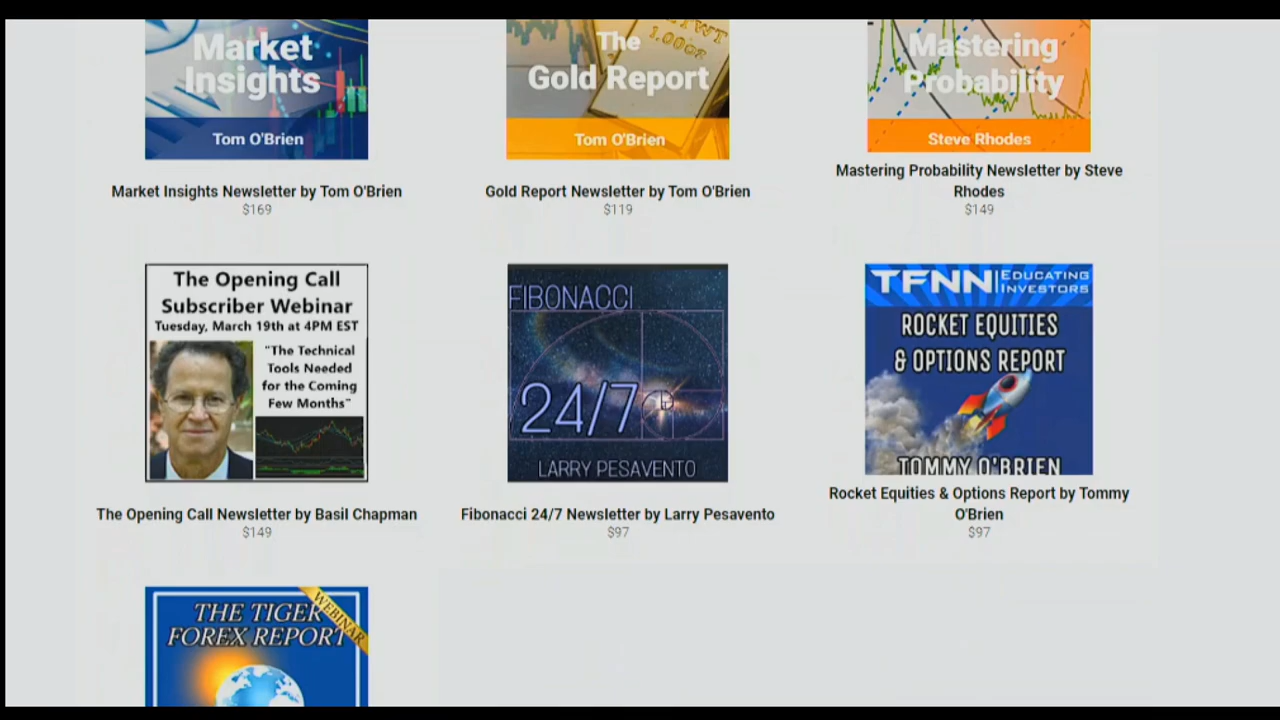 Market
Insights
Tom O'Brien
Market Insights Newsletter by Tom O'Brien
$169
The
Gold Report
1.00oz
Tom O'Brien
Gold Report Newsletter by Tom O'Brien
$119
Mastering
Probability
Steve Rhodes
Mastering Probability Newsletter by Steve
Rhodes
$149
The Opening Call
Subscriber Webinar
Tuesday, March 19th at 4PM EST
"The Technical
Tools Needed
for the Coming
Few Months"
The Opening Call Newsletter by Basil Chapman
$149
FIBONACCI
24/7
LARRY PESAVENTO
Fibonacci 24/7 Newsletter by Larry Pesavento
$97
TFNN EDUCATING
INVESTORS
ROCKET EQUITIES
& OPTIONS REPORT
TOMMY O'BRIEN
Rocket Equities & Options Report by Tommy
O'Brien
$97
THE TIGER
FOREX REPORT
WEBINAR